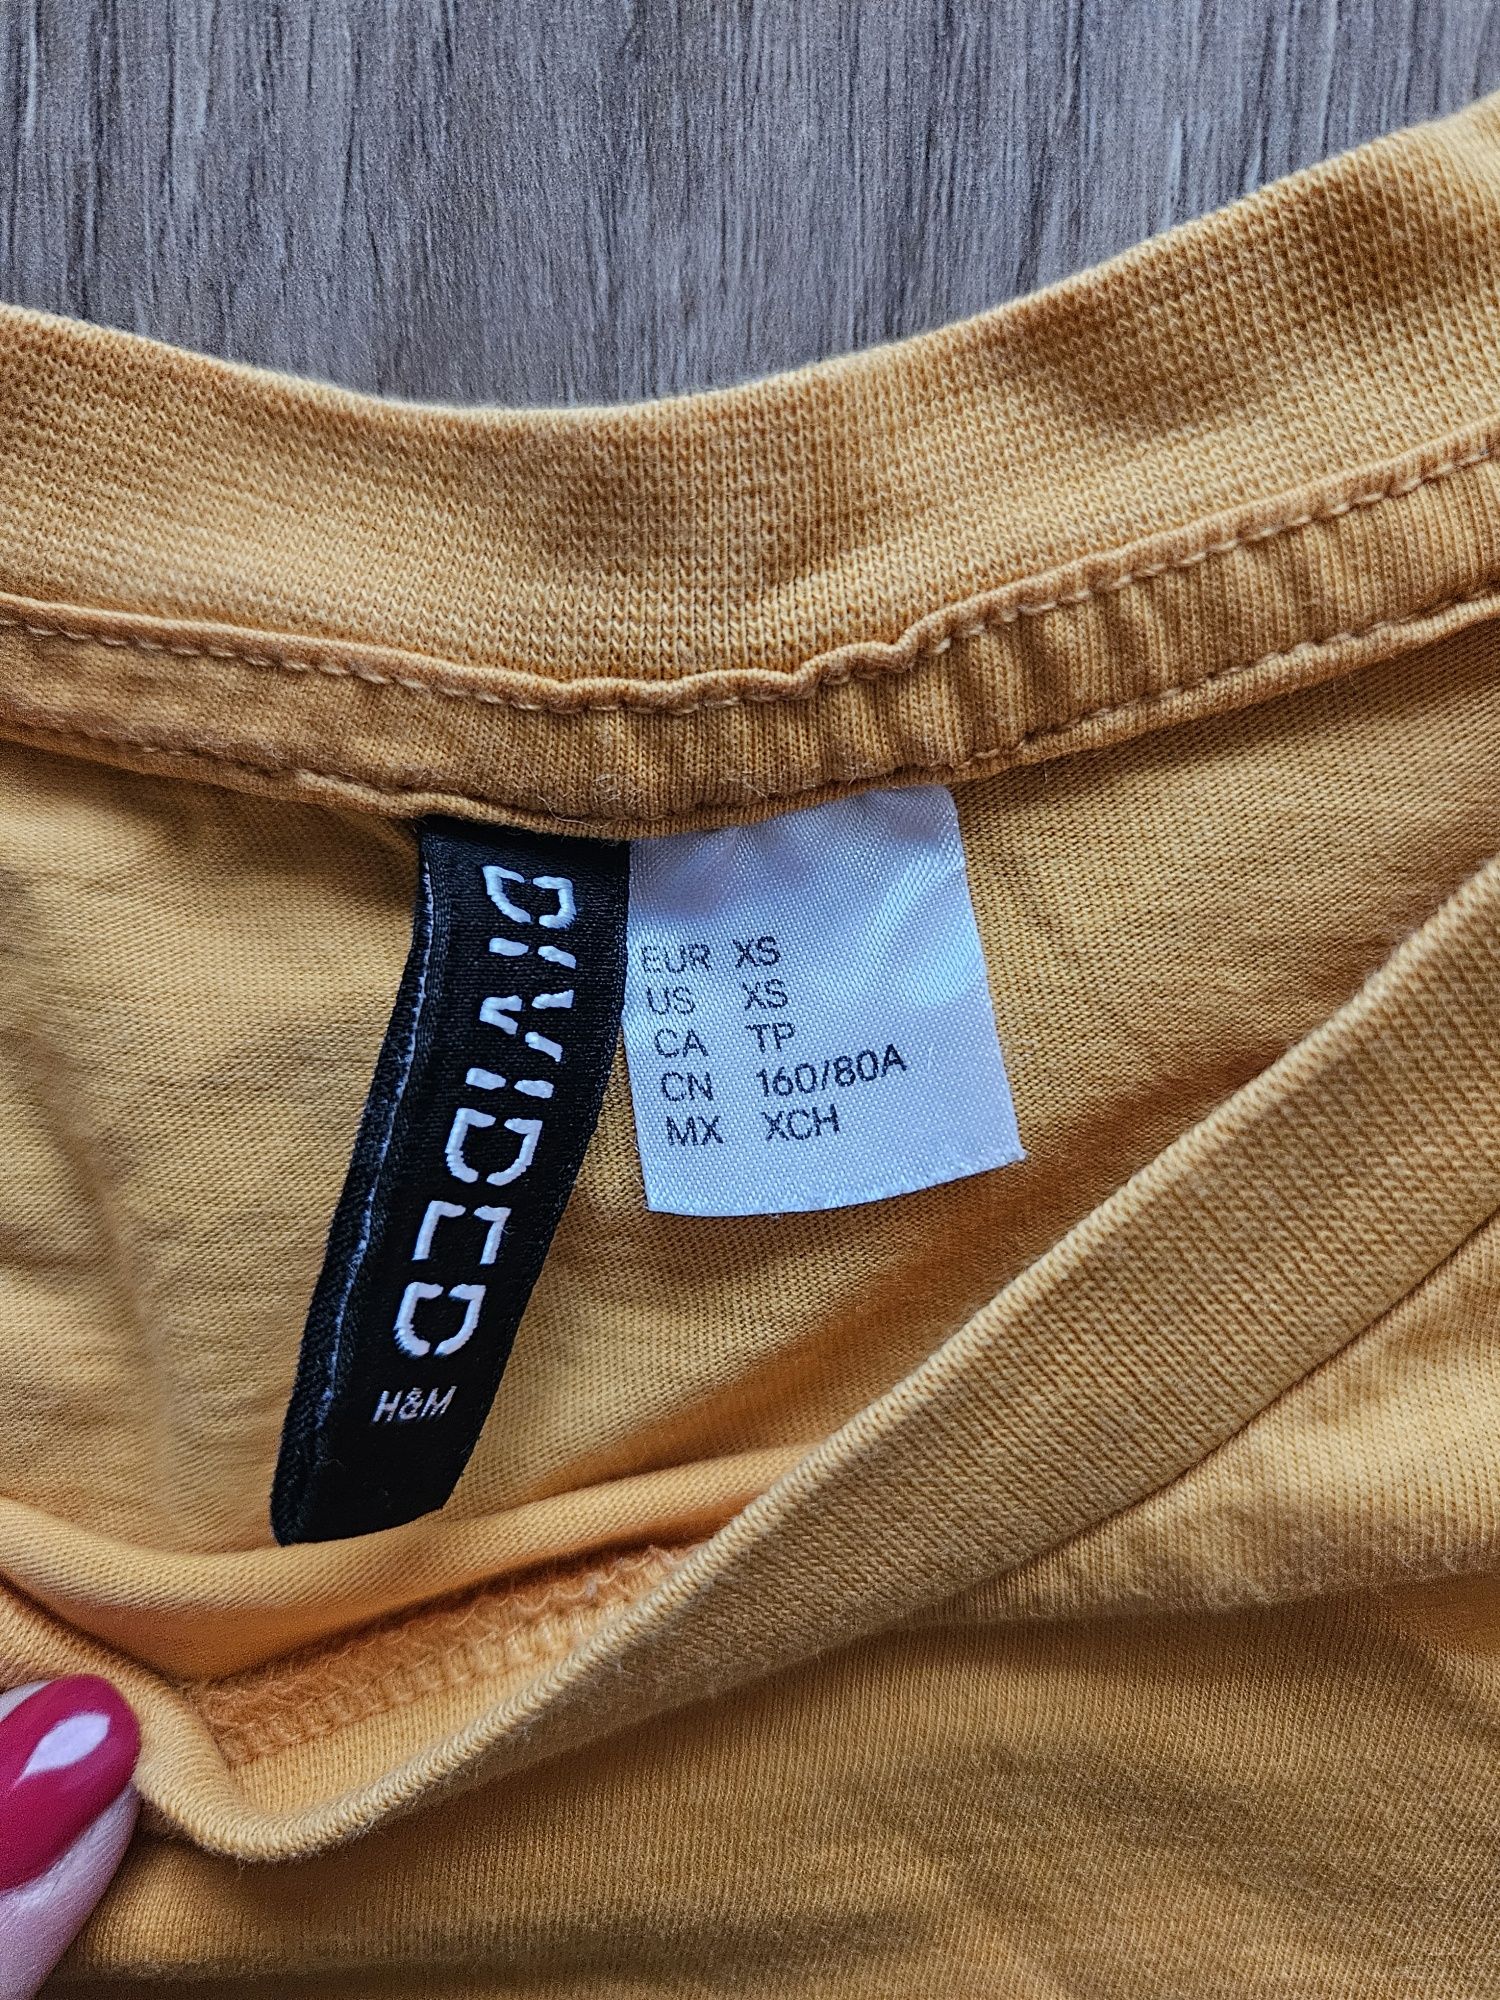 DIVIDED
H&M
EUR XS
US XS
CA TP
CN 160/80A
MX XCH